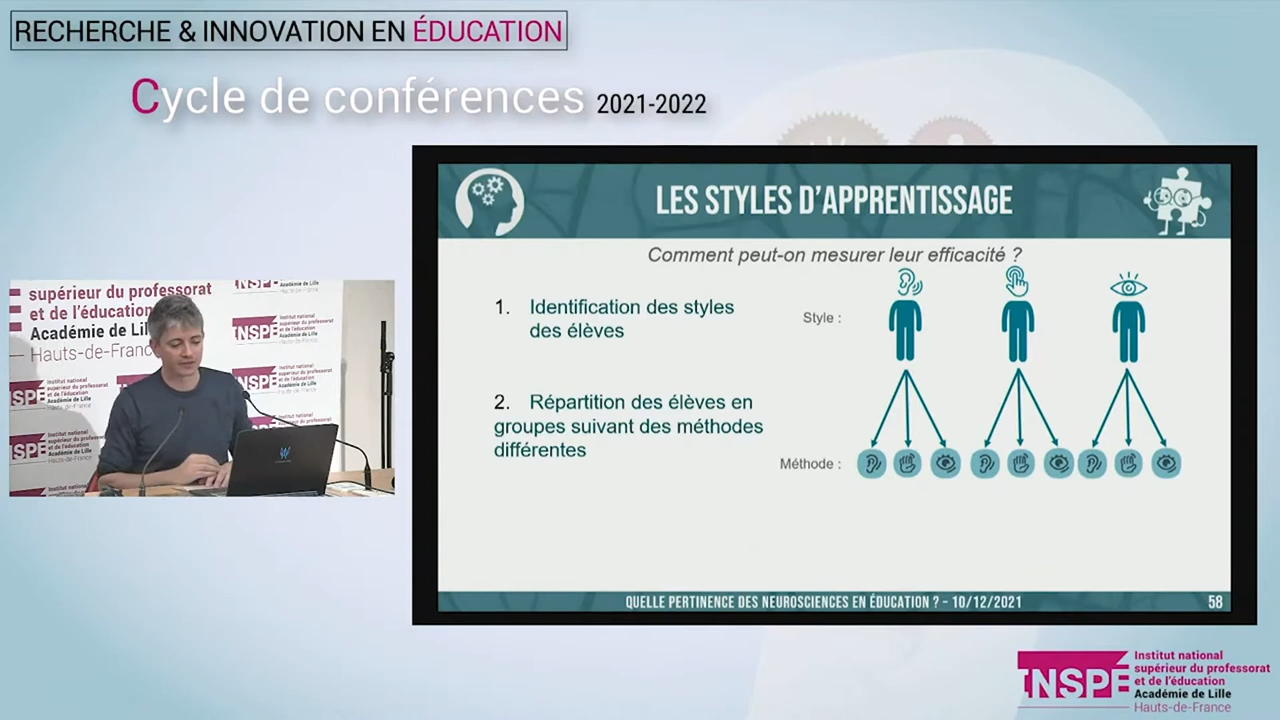 RECHERCHE & INNOVATION EN ÉDUCATION
Cycle de conférences 2021-2022
LES STYLES D'APPRENTISSAGE
Comment peut-on mesurer leur efficacité ?
1. Identification des styles
des élèves
Style :
2. Répartition des élèves en
groupes suivant des méthodes
différentes
Méthode :
QUELLE PERTINENCE DES NEUROSCIENCES EN ÉDUCATION ? - 10/12/2021
58
supérieur du professorat
et de l'éducation
Académie de Lil
Hauts-de-France
INSPÉ
Institut national
supérieur du professorat
et de l'éducation
Académie de Lille
Hauts-de-France